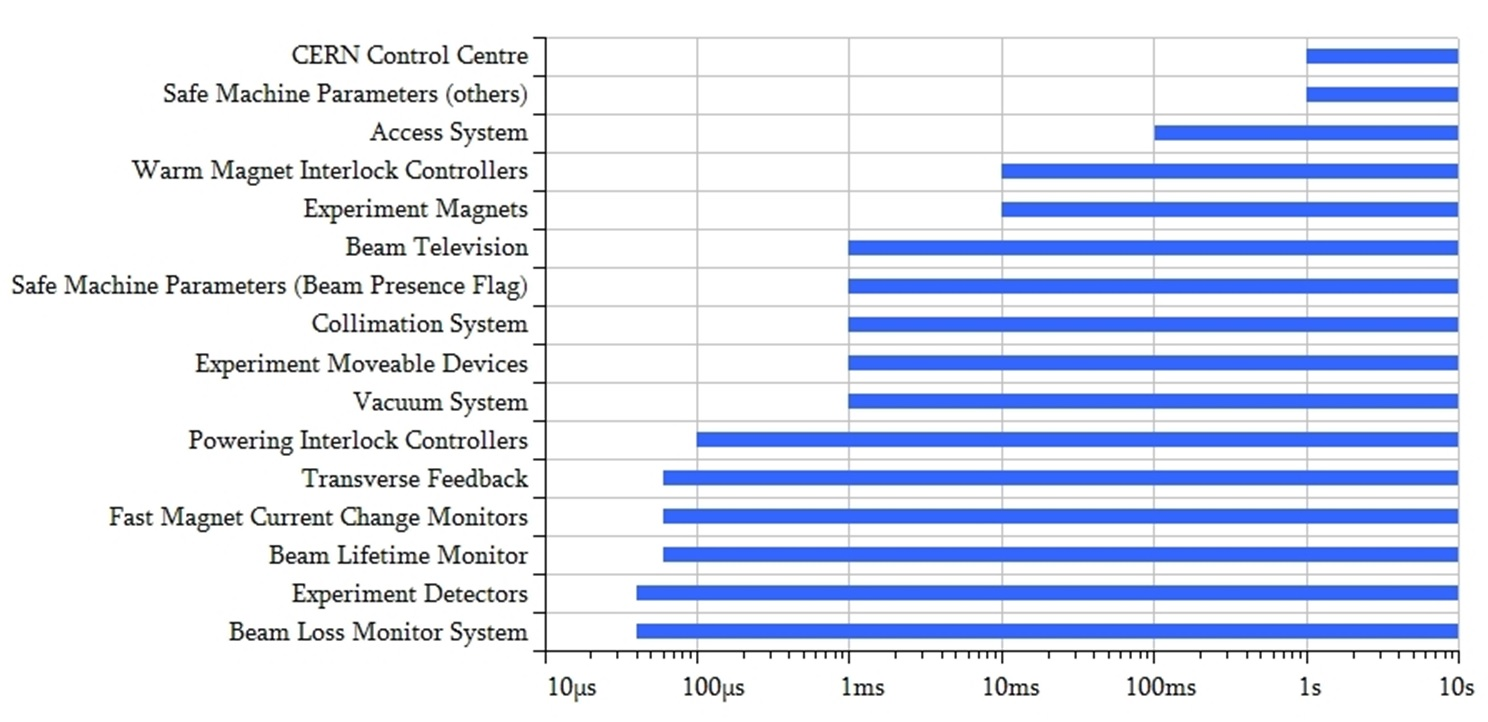 CERN Control Centre
Safe Machine Parameters (others)
Access System
Warm Magnet Interlock Controllers
Experiment Magnets
Beam Television
Safe Machine Parameters (Beam Presence Flag)
Collimation System
Experiment Moveable Devices
Vacuum System
Powering Interlock Controllers
Transverse Feedback
Fast Magnet Current Change Monitors
Beam Lifetime Monitor
Experiment Detectors
Beam Loss Monitor System
10µs 100µs 1ms 10ms 100ms 1s 10s